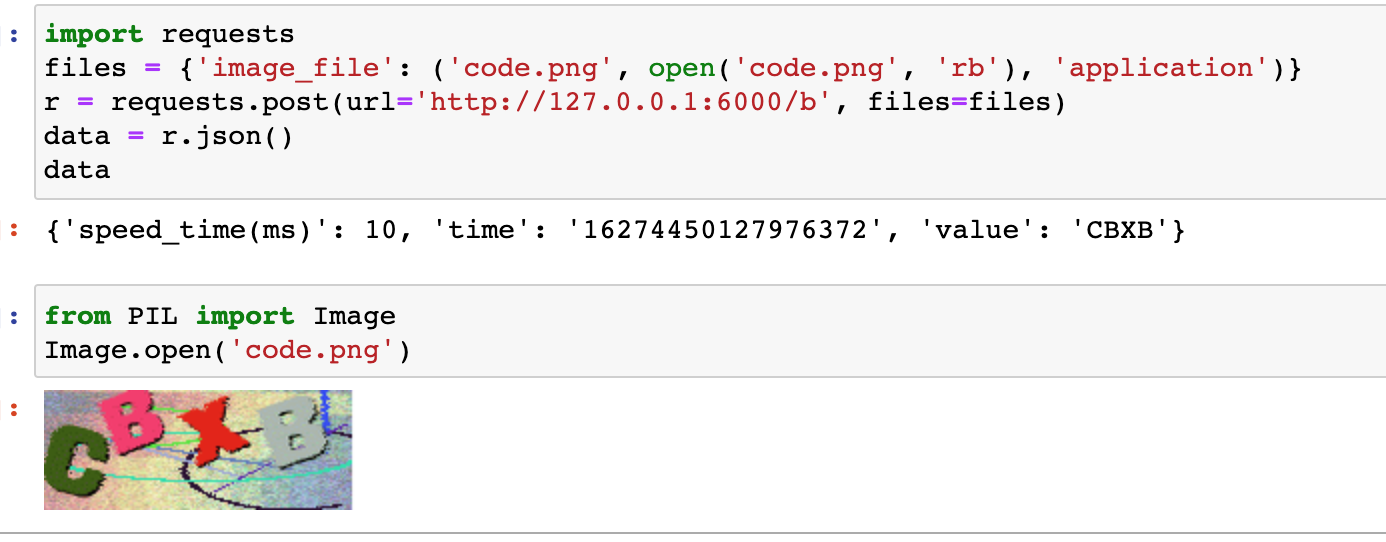 ]: import requests
files = {'image_file': ('code.png', open('code.png', 'rb'), 'application')}
r = requests.post(url='http://127.0.0.1:6000/b', files=files)
data = r.json()
data
]: {'speed_time(ms)': 10, 'time': '16274450127976372', 'value': 'CBXB'}
]: from PIL import Image
Image.open('code.png')
]: CBXB